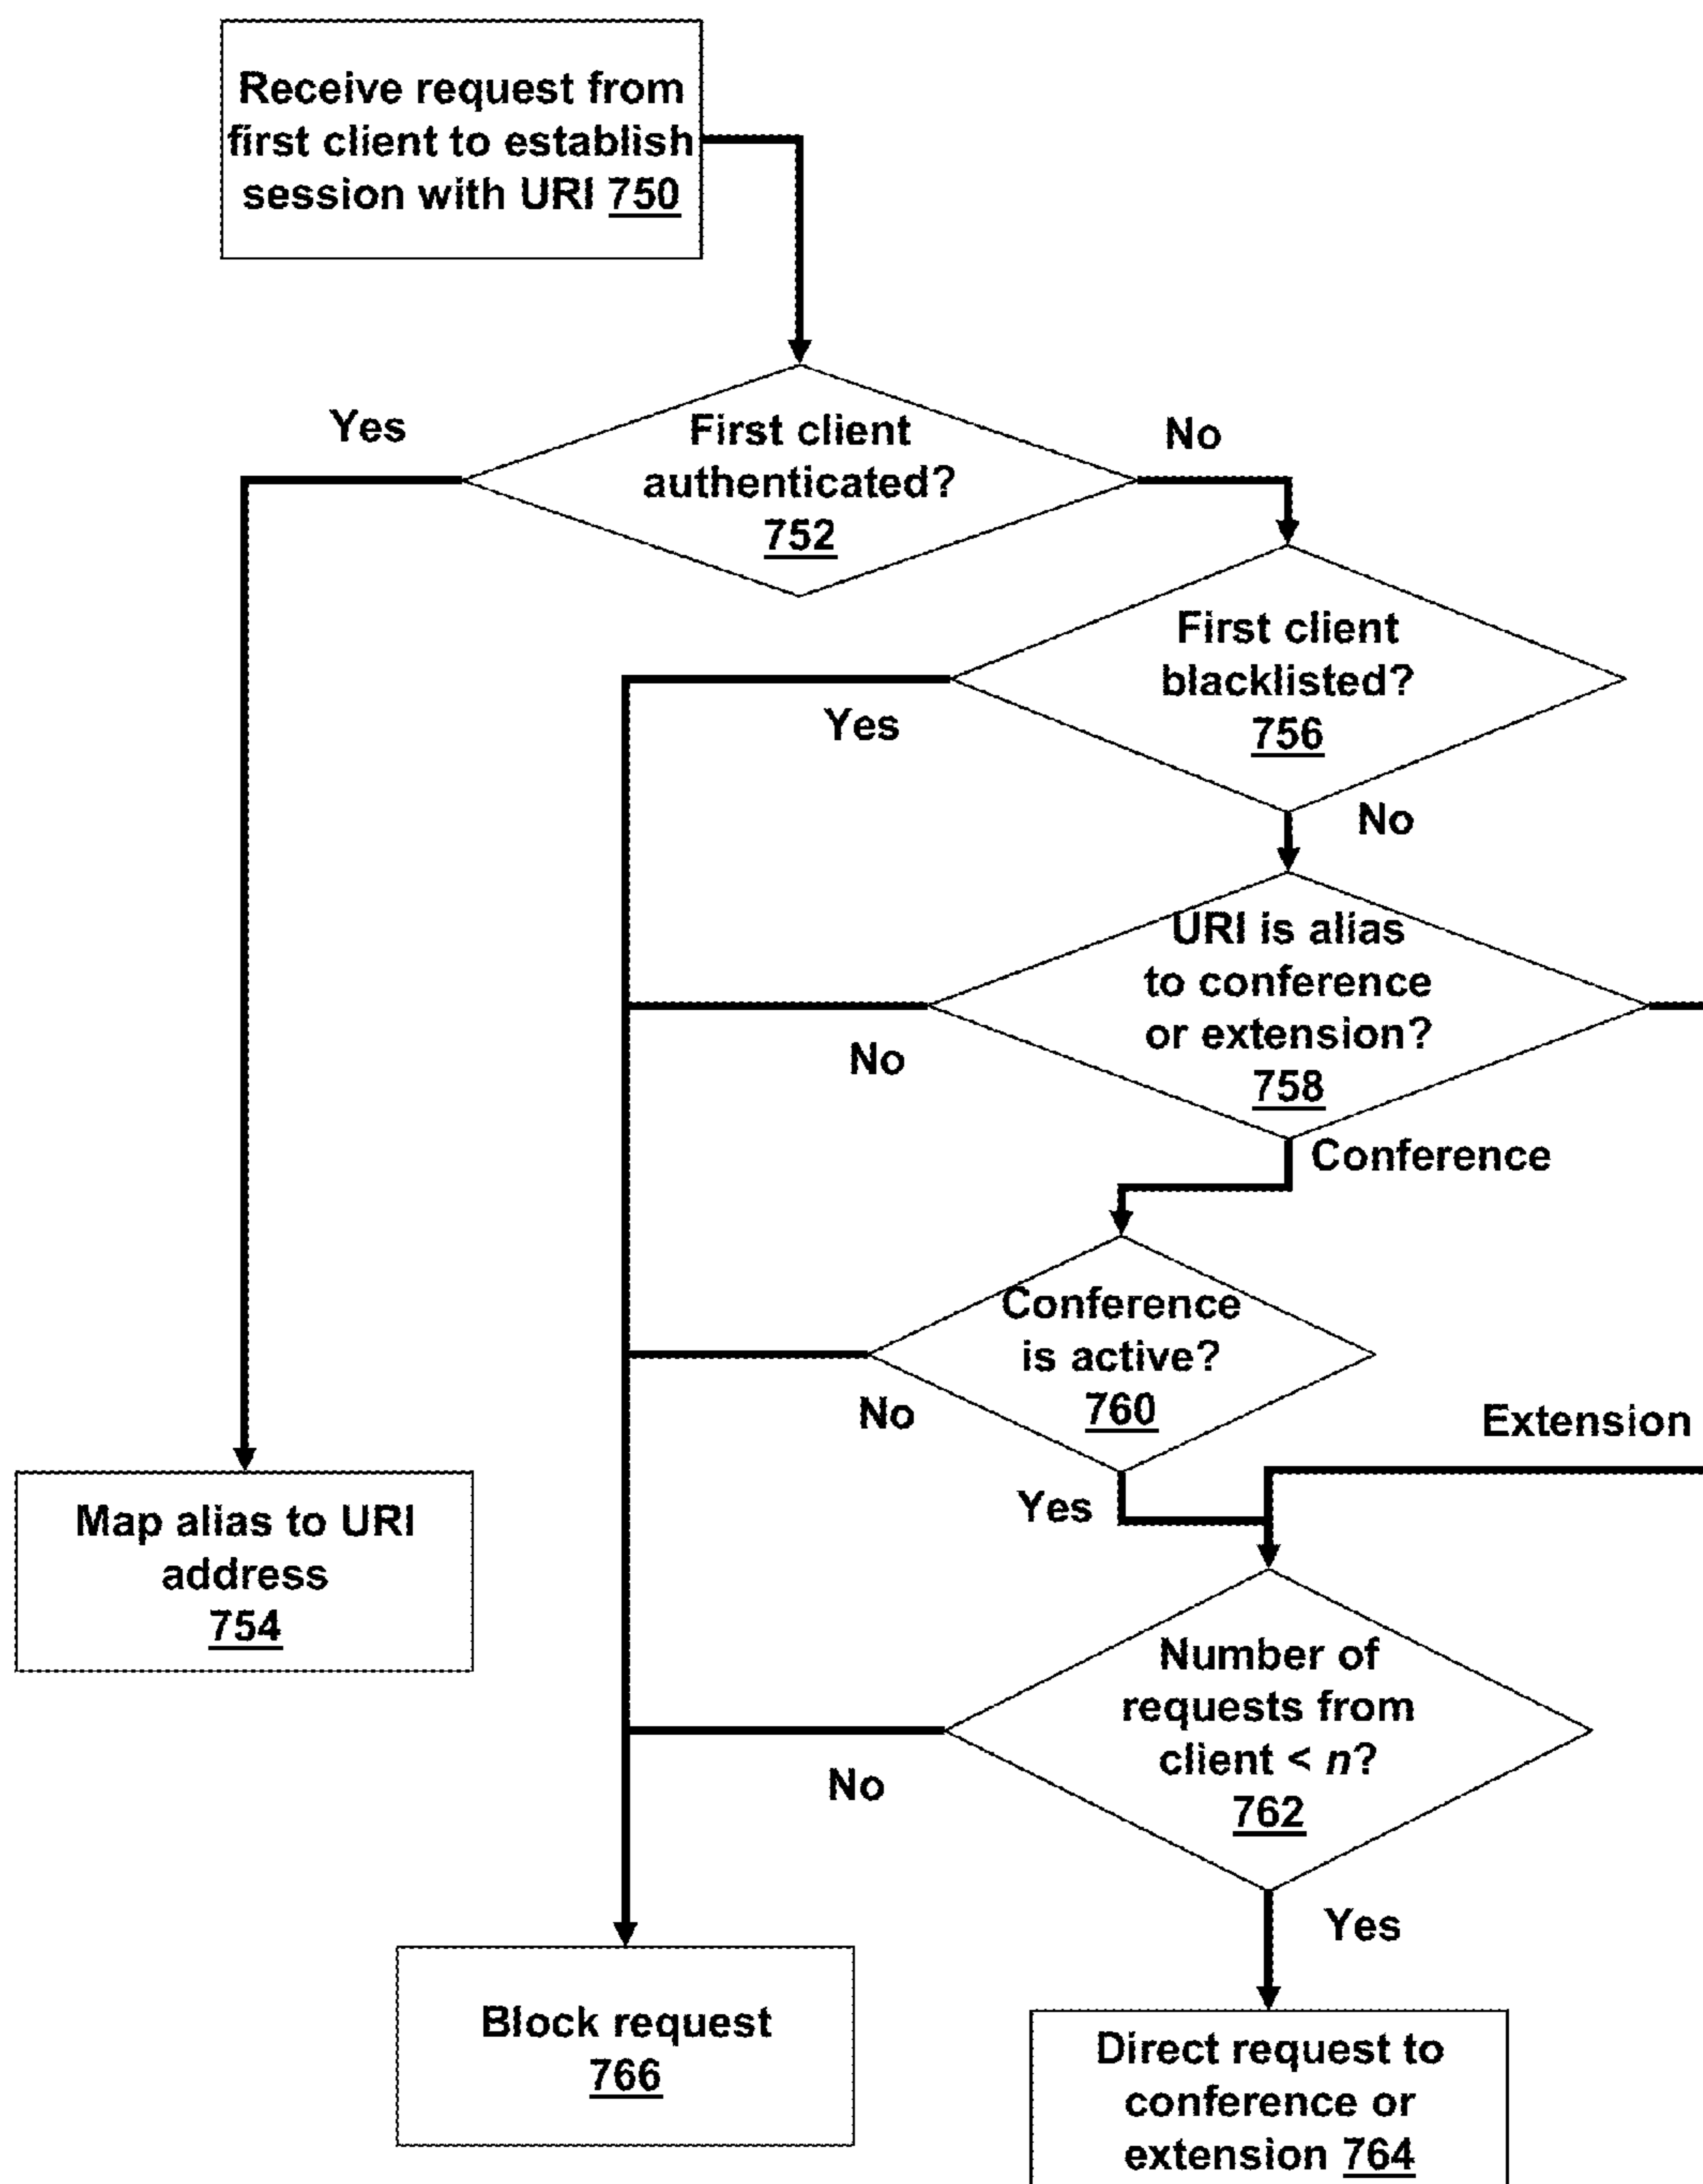 Receive request from
first client to establish
session with URI 750
Yes
First client
authenticated?
752
No
First client
blacklisted?
756
Yes
No
URI is alias
to conference
or extension?
758
No
Conference
Conference
is active?
760
No
Extension
Yes
Map alias to URI
address
754
Number of
requests from
client < n?
762
No
Yes
Block request
766
Direct request to
conference or
extension 764